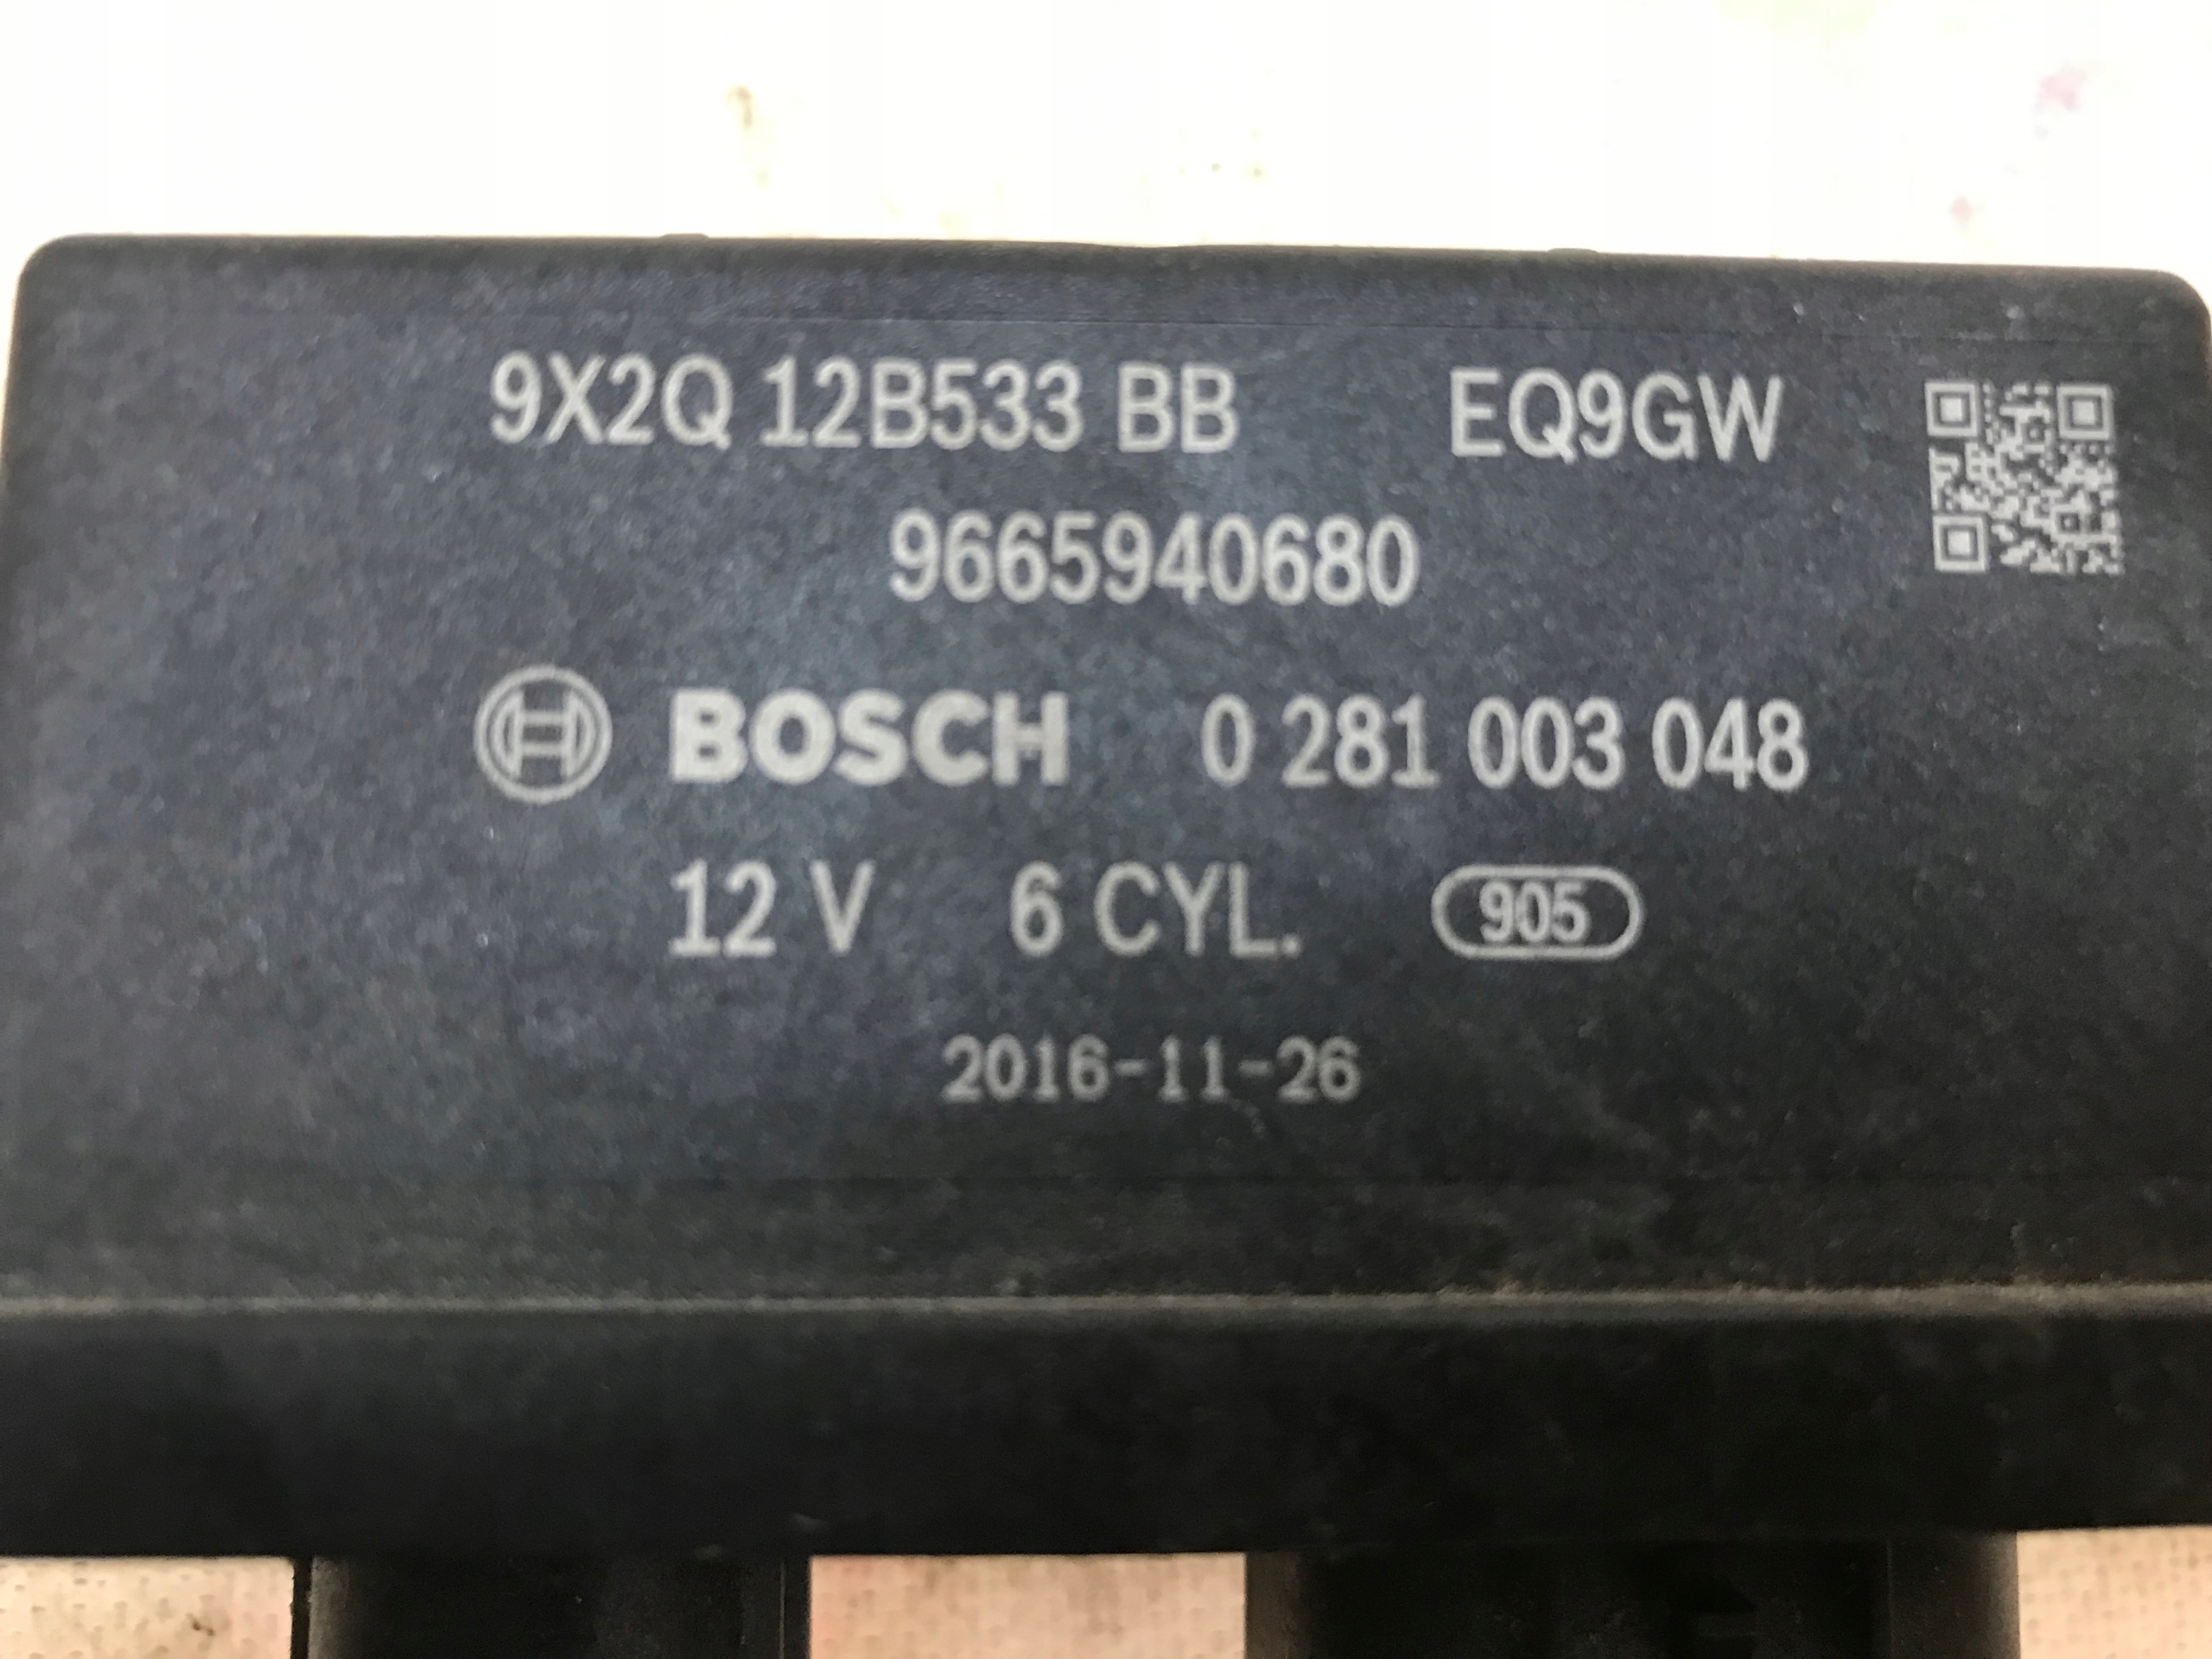 9X2Q 12B533 BB EQ9GW
9665940680
BOSCH 0 281 003 048
12 V 6 CYL. 905
2016-11-26